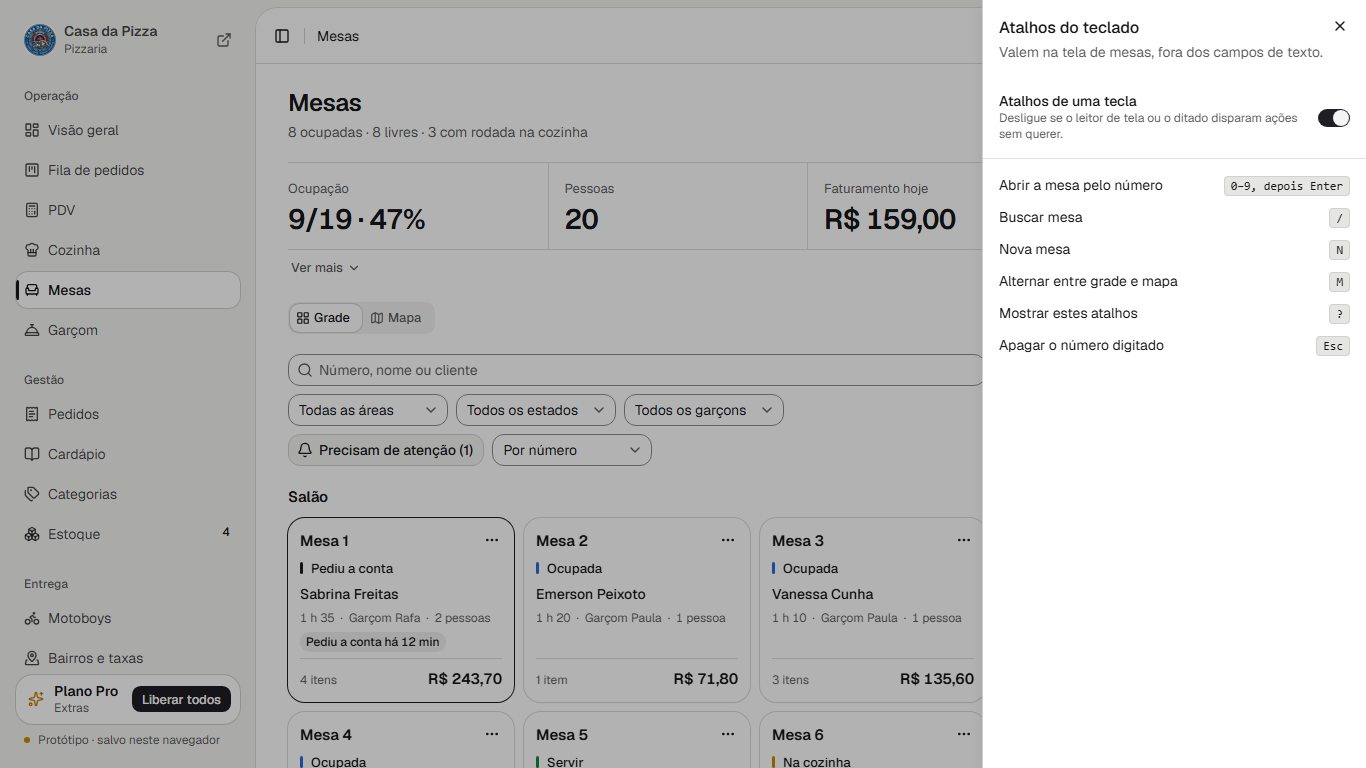 Casa da Pizza
Pizzaria
Operação
Visão geral
Fila de pedidos
PDV
Cozinha
Mesas
Garçom
Gestão
Pedidos
Cardápio
Categorias
Estoque 4
Entrega
Motoboys
Bairros e taxas
Plano Pro
Extras
Liberar todos
Protótipo · salvo neste navegador
Mesas
Mesas
8 ocupadas · 8 livres · 3 com rodada na cozinha
Ocupação
9/19 · 47%
Pessoas
20
Faturamento hoje
R$ 159,00
Ver mais
Grade Mapa
Número, nome ou cliente
Todas as áreas Todos os estados Todos os garçons
Precisam de atenção (1) Por número
Salão
Mesa 1 ...
Pediu a conta
Sabrina Freitas
1 h 35 · Garçom Rafa · 2 pessoas
Pediu a conta há 12 min
4 itens R$ 243,70
Mesa 2 ...
Ocupada
Emerson Peixoto
1 h 20 · Garçom Paula · 1 pessoa
1 item R$ 71,80
Mesa 3 ...
Ocupada
Vanessa Cunha
1 h 10 · Garçom Paula · 1 pessoa
3 itens R$ 135,60
Mesa 4 ...
Ocupada
Mesa 5 ...
Servir
Mesa 6 ...
Na cozinha
Atalhos do teclado
Valem na tela de mesas, fora dos campos de texto.
Atalhos de uma tecla
Desligue se o leitor de tela ou o ditado disparam ações
sem querer.
Abrir a mesa pelo número 0–9, depois Enter
Buscar mesa /
Nova mesa N
Alternar entre grade e mapa M
Mostrar estes atalhos ?
Apagar o número digitado Esc